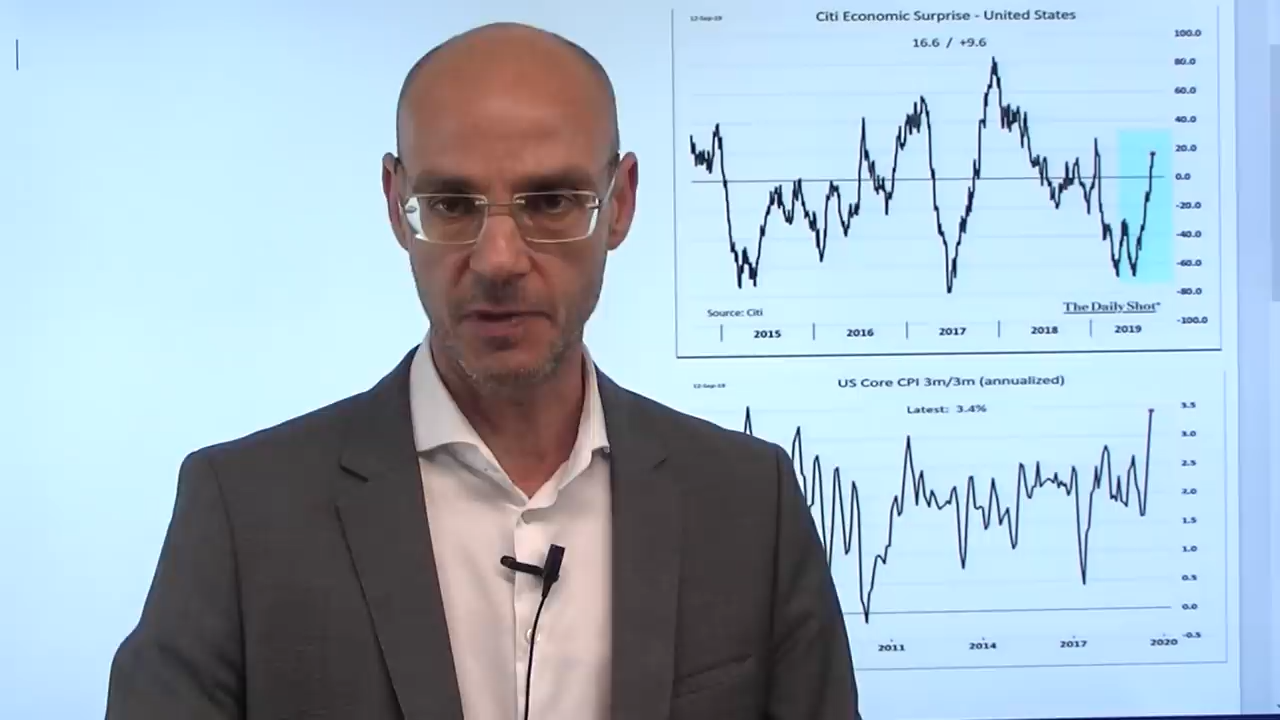 12-Sep-19
Citi Economic Surprise - United States
16.6 / +9.6
100.0
80.0
60.0
40.0
20.0
0.0
-20.0
-40.0
-60.0
-80.0
-100.0
The Daily Shot
Source: Citi
2015 2016 2017 2018 2019
12-Sep-19
US Core CPI 3m/3m (annualized)
Latest: 3.4%
3.5
3.0
2.5
2.0
1.5
1.0
0.5
0.0
-0.5
2011 2014 2017 2020